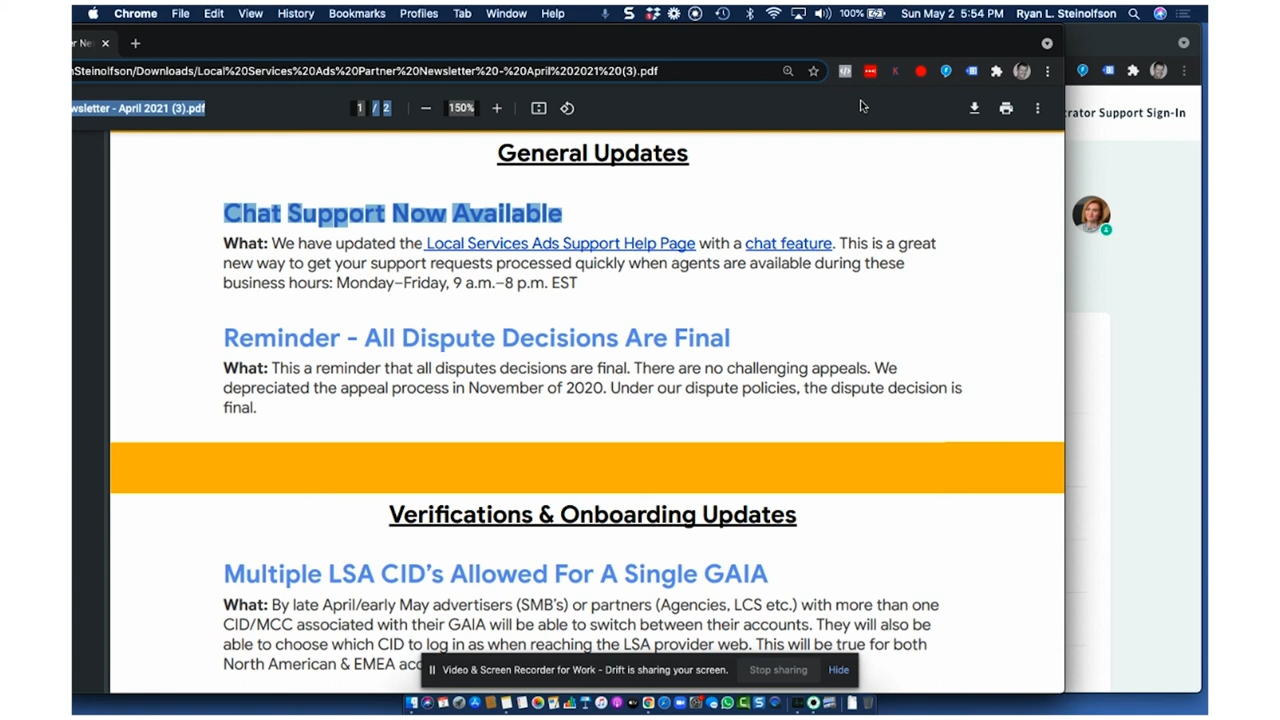 Chrome File Edit View History Bookmarks Profiles Tab Window Help 100% Sun May 2 5:54 PM Ryan L. Steinolfson
Steinolfson/Downloads/Local%20Services%20Ads%20Partner%20Newsletter%20-%20April%202021%20(3).pdf
wsletter - April 2021 (3).pdf 1 / 2 − 150% +
trator Support Sign-In
General Updates
Chat Support Now Available
What: We have updated the Local Services Ads Support Help Page with a chat feature. This is a great
new way to get your support requests processed quickly when agents are available during these
business hours: Monday–Friday, 9 a.m.–8 p.m. EST
Reminder - All Dispute Decisions Are Final
What: This a reminder that all disputes decisions are final. There are no challenging appeals. We
depreciated the appeal process in November of 2020. Under our dispute policies, the dispute decision is
final.
Verifications & Onboarding Updates
Multiple LSA CID's Allowed For A Single GAIA
What: By late April/early May advertisers (SMB's) or partners (Agencies, LCS etc.) with more than one
CID/MCC associated with their GAIA will be able to switch between their accounts. They will also be
able to choose which CID to log in as when reaching the LSA provider web. This will be true for both
North American & EMEA
Video & Screen Recorder for Work - Drift is sharing your screen. Stop sharing Hide